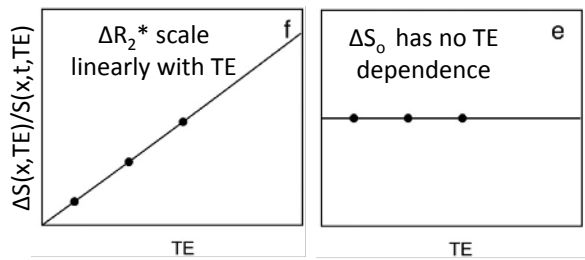 ΔS(x,TE)/S(x,t,TE)
ΔR₂* scale
linearly with TE
f
TE
ΔSₒ has no TE
dependence
e
TE